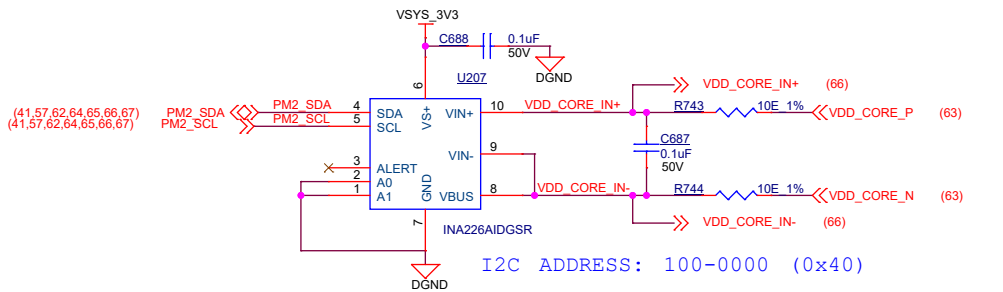 VSYS_3V3
C688
0.1uF
50V
DGND
U207
6
VS+
(41,57,62,64,65,66,67)
PM2_SDA
PM2_SDA
4
SDA
(41,57,62,64,65,66,67)
PM2_SCL
PM2_SCL
5
SCL
3
ALERT
2
A0
1
A1
GND
7
VIN+
10
VDD_CORE_IN+
VIN-
9
VBUS
8
VDD_CORE_IN-
INA226AIDGSR
DGND
VDD_CORE_IN+
(66)
R743
10E_1%
VDD_CORE_P
(63)
C687
0.1uF
50V
R744
10E_1%
VDD_CORE_N
(63)
VDD_CORE_IN-
(66)
I2C ADDRESS: 100-0000 (0x40)